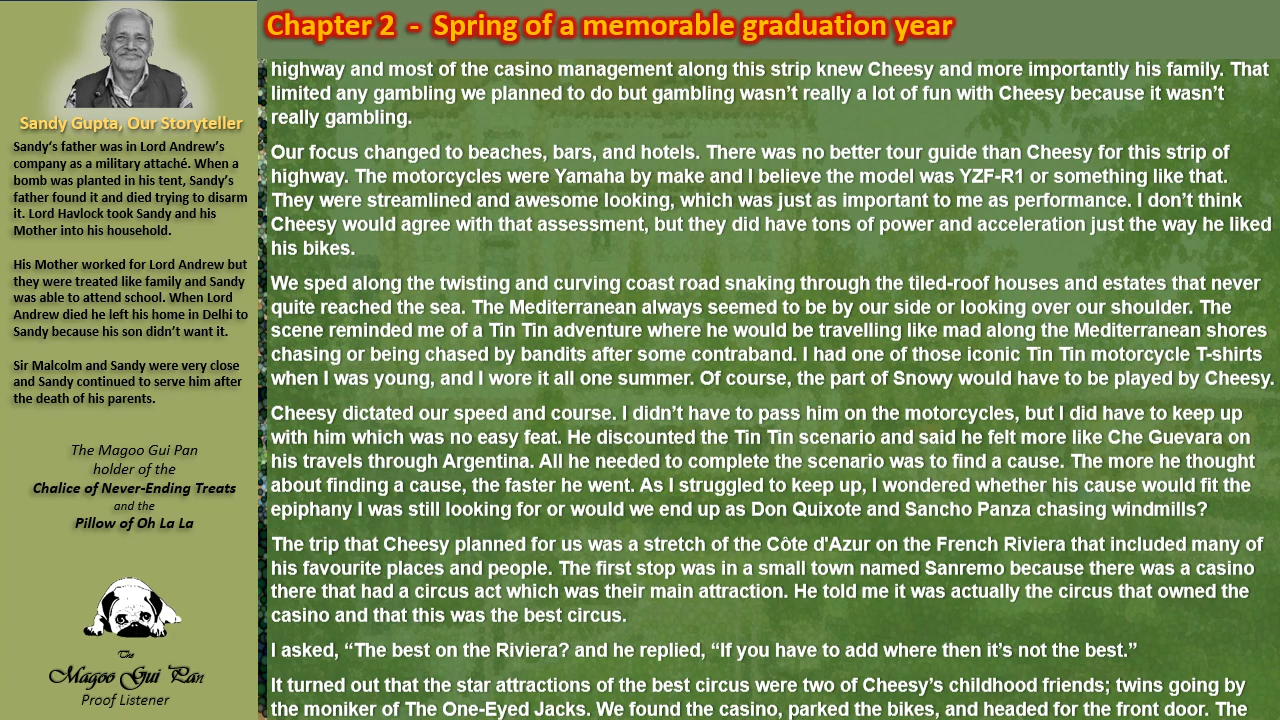 Chapter 2 - Spring of a memorable graduation year
Sandy Gupta, Our Storyteller
Sandy‘s father was in Lord Andrew’s
company as a military attaché. When a
bomb was planted in his tent, Sandy’s
father found it and died trying to disarm
it. Lord Havlock took Sandy and his
Mother into his household.
His Mother worked for Lord Andrew but
they were treated like family and Sandy
was able to attend school. When Lord
Andrew died he left his home in Delhi to
Sandy because his son didn’t want it.
Sir Malcolm and Sandy were very close
and Sandy continued to serve him after
the death of his parents.
The Magoo Gui Pan
holder of the
Chalice of Never-Ending Treats
and the
Pillow of Oh La La
The
Magoo Gui Pan
Proof Listener
highway and most of the casino management along this strip knew Cheesy and more importantly his family. That
limited any gambling we planned to do but gambling wasn’t really a lot of fun with Cheesy because it wasn’t
really gambling.
Our focus changed to beaches, bars, and hotels. There was no better tour guide than Cheesy for this strip of
highway. The motorcycles were Yamaha by make and I believe the model was YZF-R1 or something like that.
They were streamlined and awesome looking, which was just as important to me as performance. I don’t think
Cheesy would agree with that assessment, but they did have tons of power and acceleration just the way he liked
his bikes.
We sped along the twisting and curving coast road snaking through the tiled-roof houses and estates that never
quite reached the sea. The Mediterranean always seemed to be by our side or looking over our shoulder. The
scene reminded me of a Tin Tin adventure where he would be travelling like mad along the Mediterranean shores
chasing or being chased by bandits after some contraband. I had one of those iconic Tin Tin motorcycle T-shirts
when I was young, and I wore it all one summer. Of course, the part of Snowy would have to be played by Cheesy.
Cheesy dictated our speed and course. I didn’t have to pass him on the motorcycles, but I did have to keep up
with him which was no easy feat. He discounted the Tin Tin scenario and said he felt more like Che Guevara on
his travels through Argentina. All he needed to complete the scenario was to find a cause. The more he thought
about finding a cause, the faster he went. As I struggled to keep up, I wondered whether his cause would fit the
epiphany I was still looking for or would we end up as Don Quixote and Sancho Panza chasing windmills?
The trip that Cheesy planned for us was a stretch of the Côte d'Azur on the French Riviera that included many of
his favourite places and people. The first stop was in a small town named Sanremo because there was a casino
there that had a circus act which was their main attraction. He told me it was actually the circus that owned the
casino and that this was the best circus.
I asked, “The best on the Riviera? and he replied, “If you have to add where then it’s not the best.”
It turned out that the star attractions of the best circus were two of Cheesy’s childhood friends; twins going by
the moniker of The One-Eyed Jacks. We found the casino, parked the bikes, and headed for the front door. The